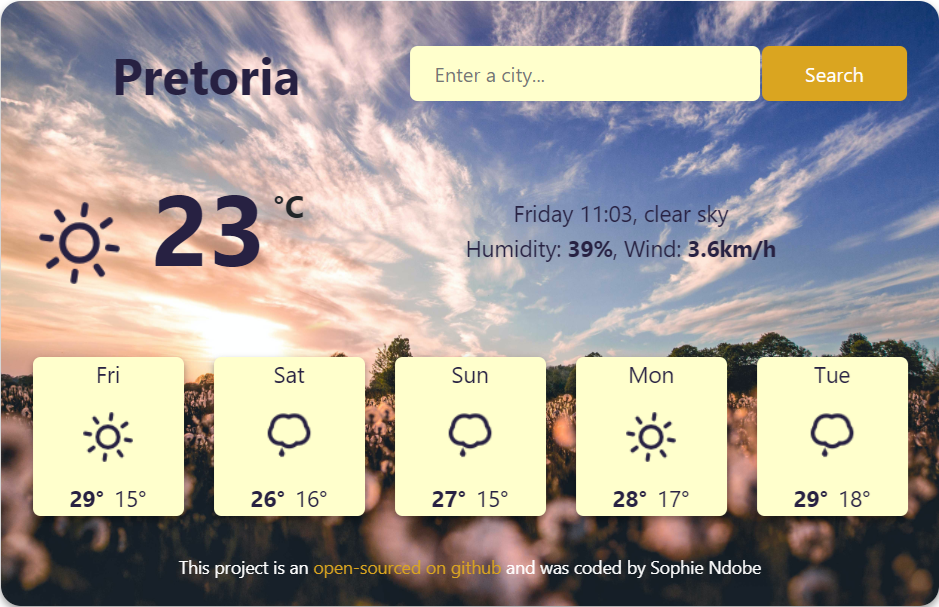 Pretoria
Enter a city...
Search
23 °C
Friday 11:03, clear sky
Humidity: 39%, Wind: 3.6km/h
Fri
29° 15°
Sat
26° 16°
Sun
27° 15°
Mon
28° 17°
Tue
29° 18°
This project is an open-sourced on github and was coded by Sophie Ndobe